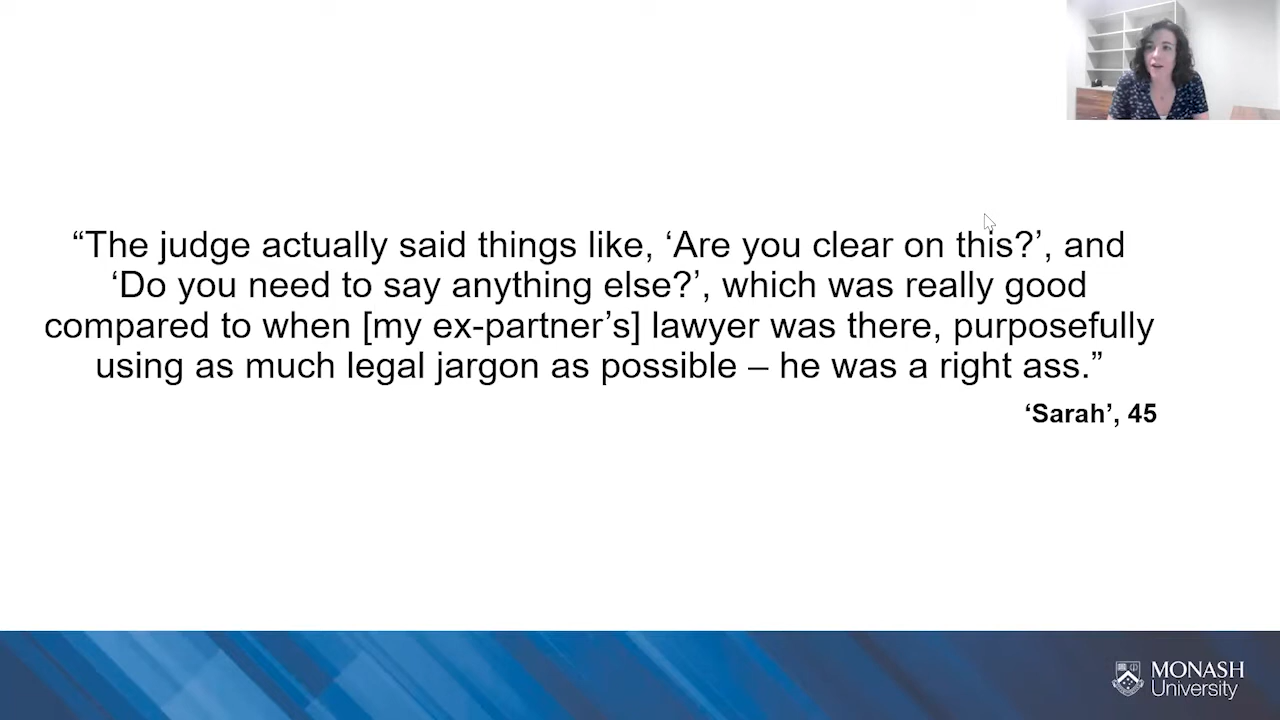 “The judge actually said things like, ‘Are you clear on this?’, and
‘Do you need to say anything else?’, which was really good
compared to when [my ex-partner’s] lawyer was there, purposefully
using as much legal jargon as possible – he was a right ass.”
‘Sarah’, 45
MONASH
University